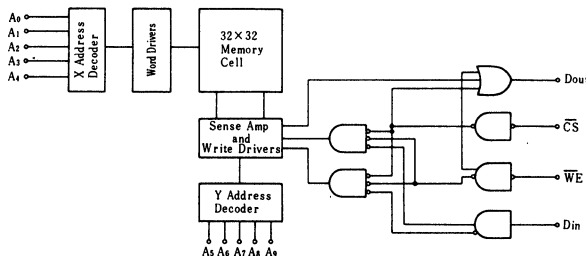 A0
A1
A2
A3
A4
X Address
Decoder
Word Drivers
32×32
Memory
Cell
Sense Amp
and
Write Drivers
Y Address
Decoder
A5 A6 A7 A8 A9
Dout
CS
WE
Din